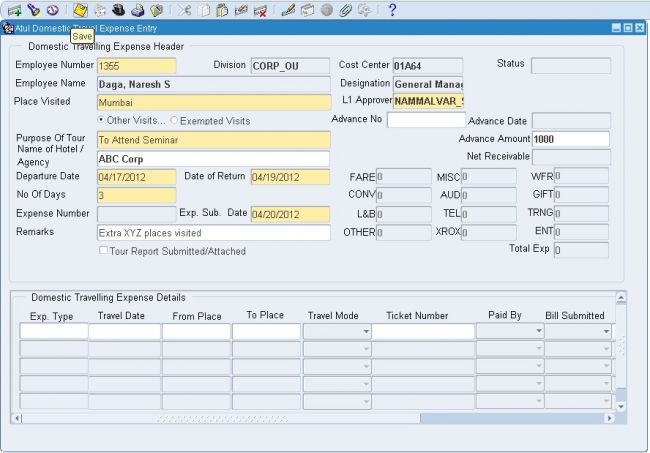 Atul Domestic Travel Expense Entry
Save
Domestic Travelling Expense Header
Employee Number 1355 Division CORP_OU Cost Center 01A64 Status
Employee Name Daga, Naresh S Designation General Manag
Place Visited Mumbai L1 Approver NAMMALVAR_S
Other Visits... Exempted Visits Advance No Advance Date
Purpose Of Tour To Attend Seminar Advance Amount 1000
Name of Hotel / Agency ABC Corp Net Receivable
Departure Date 04/17/2012 Date of Return 04/19/2012 FARE 0 MISC 0 WFR 0
No Of Days 3 CONV 0 AUD 0 GIFT 0
Expense Number Exp. Sub. Date 04/20/2012 L&B 0 TEL 0 TRNG 0
Remarks Extra XYZ places visited OTHER 0 XROX 0 ENT 0
Tour Report Submitted/Attached Total Exp 0
Domestic Travelling Expense Details
Exp. Type Travel Date From Place To Place Travel Mode Ticket Number Paid By Bill Submitted